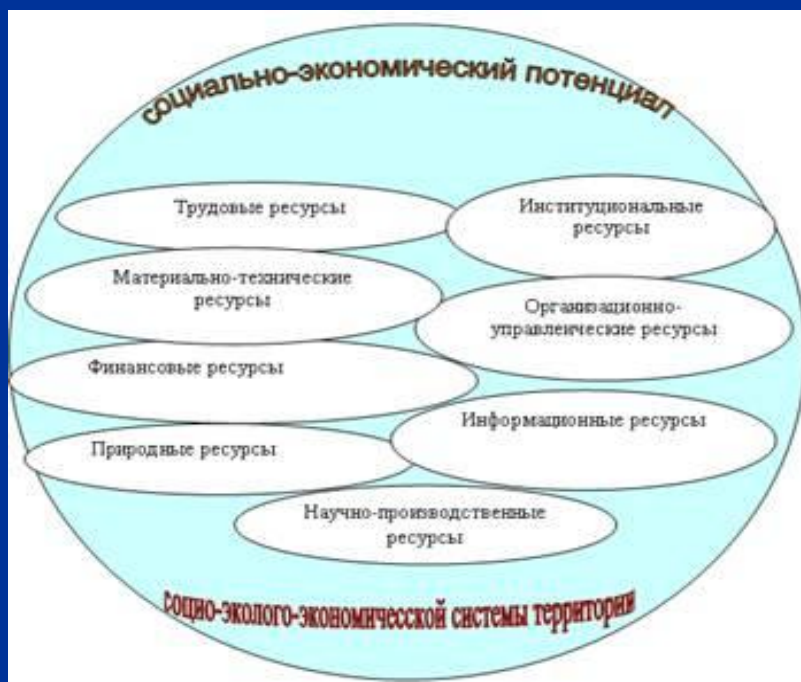 социально-экономический потенциал
Трудовые ресурсы
Институциональные
ресурсы
Материально-технические
ресурсы
Организационно-
управленческие ресурсы
Финансовые ресурсы
Информационные ресурсы
Природные ресурсы
Научно-производственные
ресурсы
социо-эколого-экономичесской системы территории